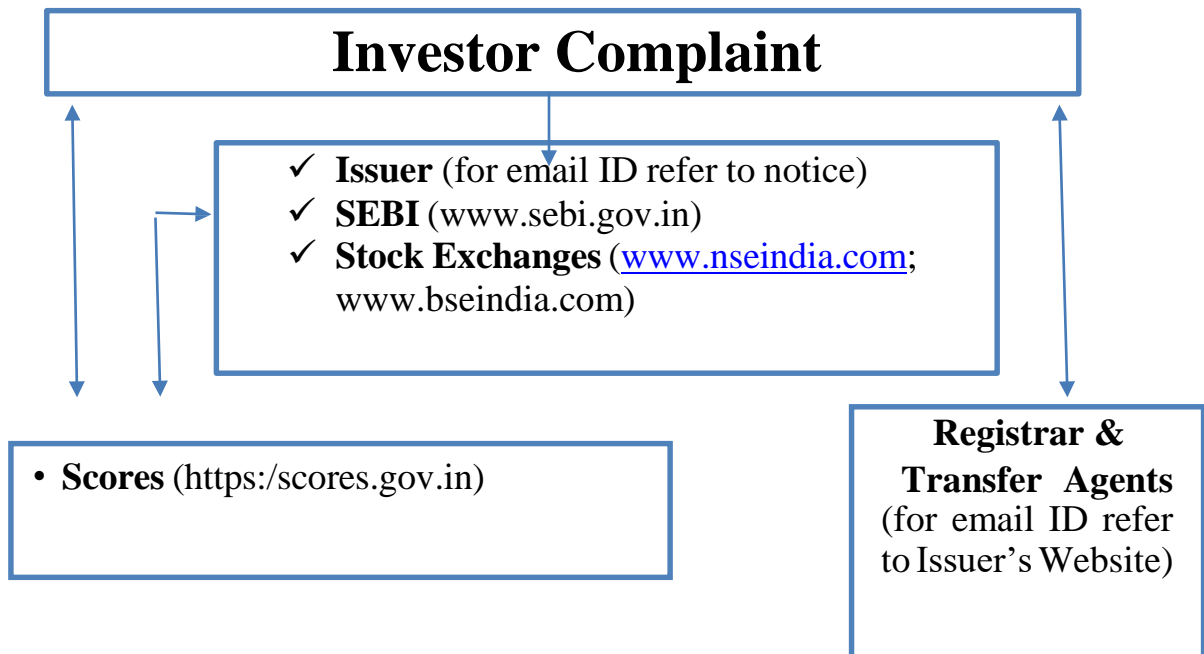 Investor Complaint
✓ Issuer (for email ID refer to notice)
✓ SEBI (www.sebi.gov.in)
✓ Stock Exchanges (www.nseindia.com;
www.bseindia.com)
• Scores (https:/scores.gov.in)
Registrar &
Transfer Agents
(for email ID refer
to Issuer’s Website)